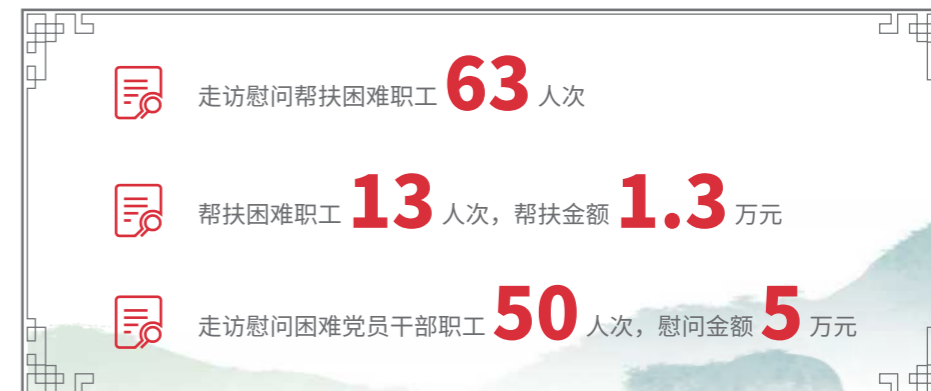 走访慰问帮扶困难职工 63 人次
帮扶困难职工 13 人次，帮扶金额 1.3 万元
走访慰问困难党员干部职工 50 人次，慰问金额 5 万元